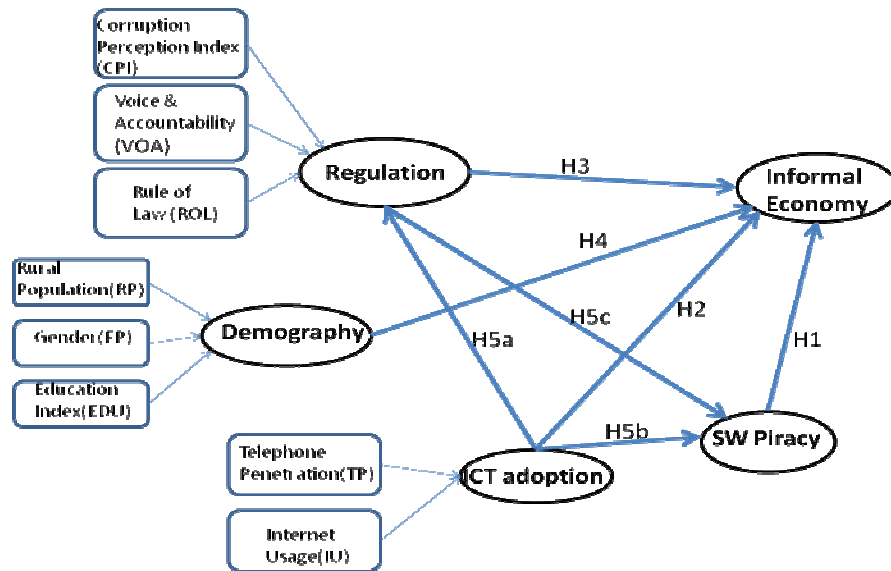 Corruption
Perception Index
(CPI)
Voice &
Accountability
(VOA)
Rule of
Law (ROL)
Regulation
H3
Informal
Economy
H4
Rural
Population(RP)
Gender(FP)
Education
Index(EDU)
Demography
H5a
H5c
H2
H1
H5b
SW Piracy
Telephone
Penetration(TP)
ICT adoption
Internet
Usage(IU)